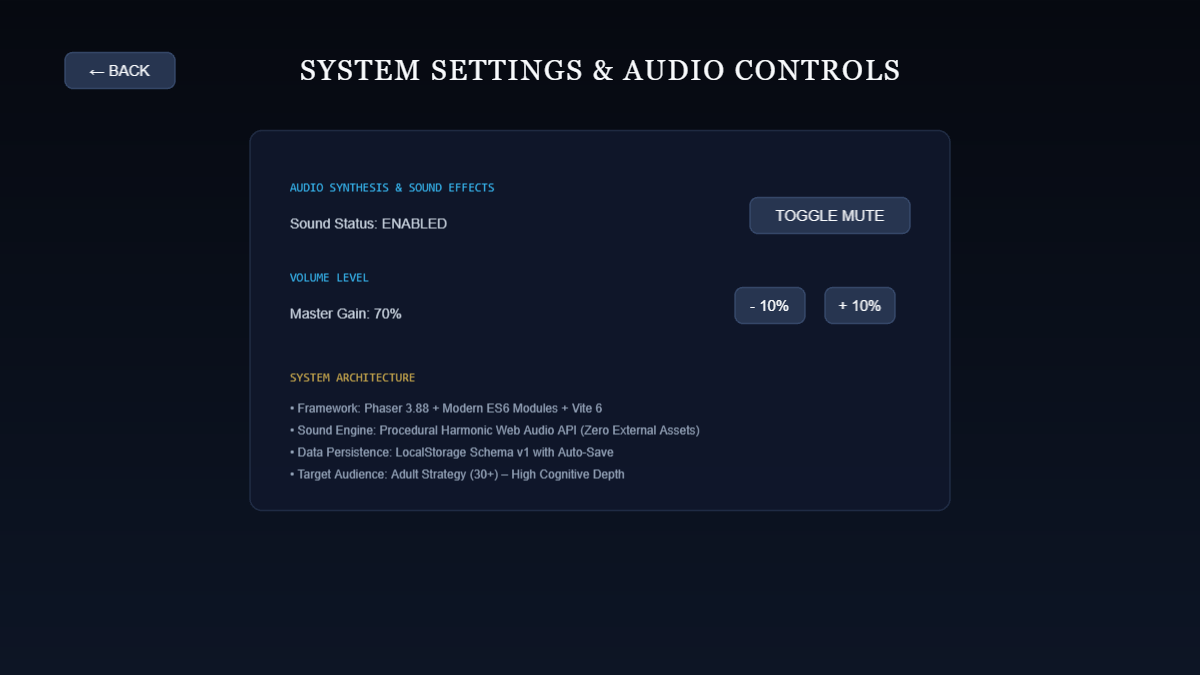 ← BACK
SYSTEM SETTINGS & AUDIO CONTROLS
AUDIO SYNTHESIS & SOUND EFFECTS
Sound Status: ENABLED
TOGGLE MUTE
VOLUME LEVEL
Master Gain: 70%
- 10%
+ 10%
SYSTEM ARCHITECTURE
• Framework: Phaser 3.88 + Modern ES6 Modules + Vite 6
• Sound Engine: Procedural Harmonic Web Audio API (Zero External Assets)
• Data Persistence: LocalStorage Schema v1 with Auto-Save
• Target Audience: Adult Strategy (30+) – High Cognitive Depth